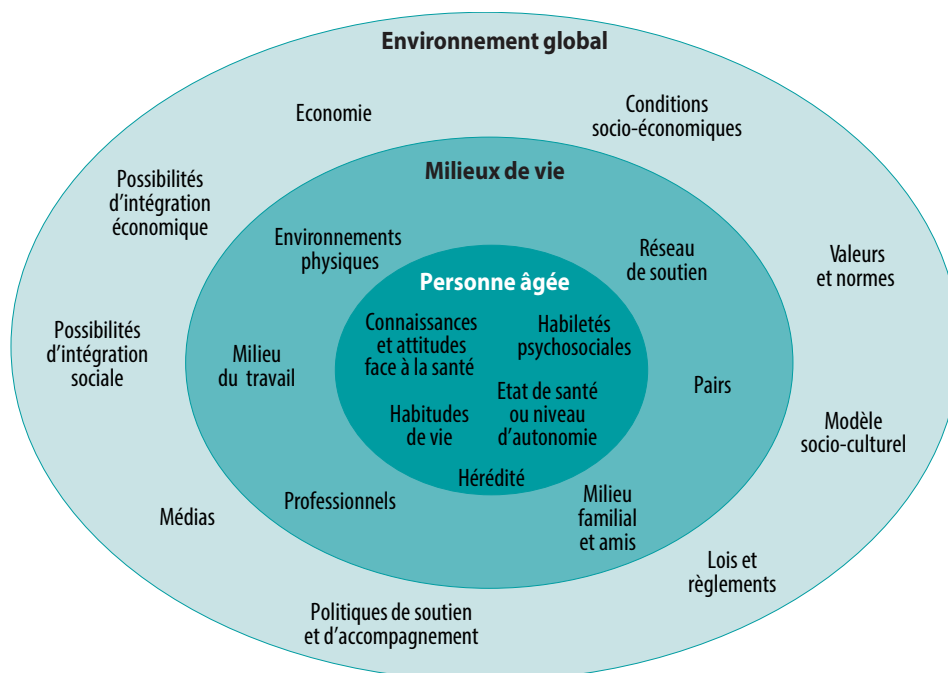 Environnement global
Economie
Conditions
socio-économiques
Possibilités
d'intégration
économique
Valeurs
et normes
Possibilités
d'intégration
sociale
Modèle
socio-culturel
Médias
Lois et
règlements
Politiques de soutien
et d'accompagnement
Milieux de vie
Environnements
physiques
Réseau
de soutien
Milieu
du travail
Pairs
Professionnels
Milieu
familial
et amis
Personne âgée
Connaissances
et attitudes
face à la santé
Habiletés
psychosociales
Habitudes
de vie
Etat de santé
ou niveau
d'autonomie
Hérédité